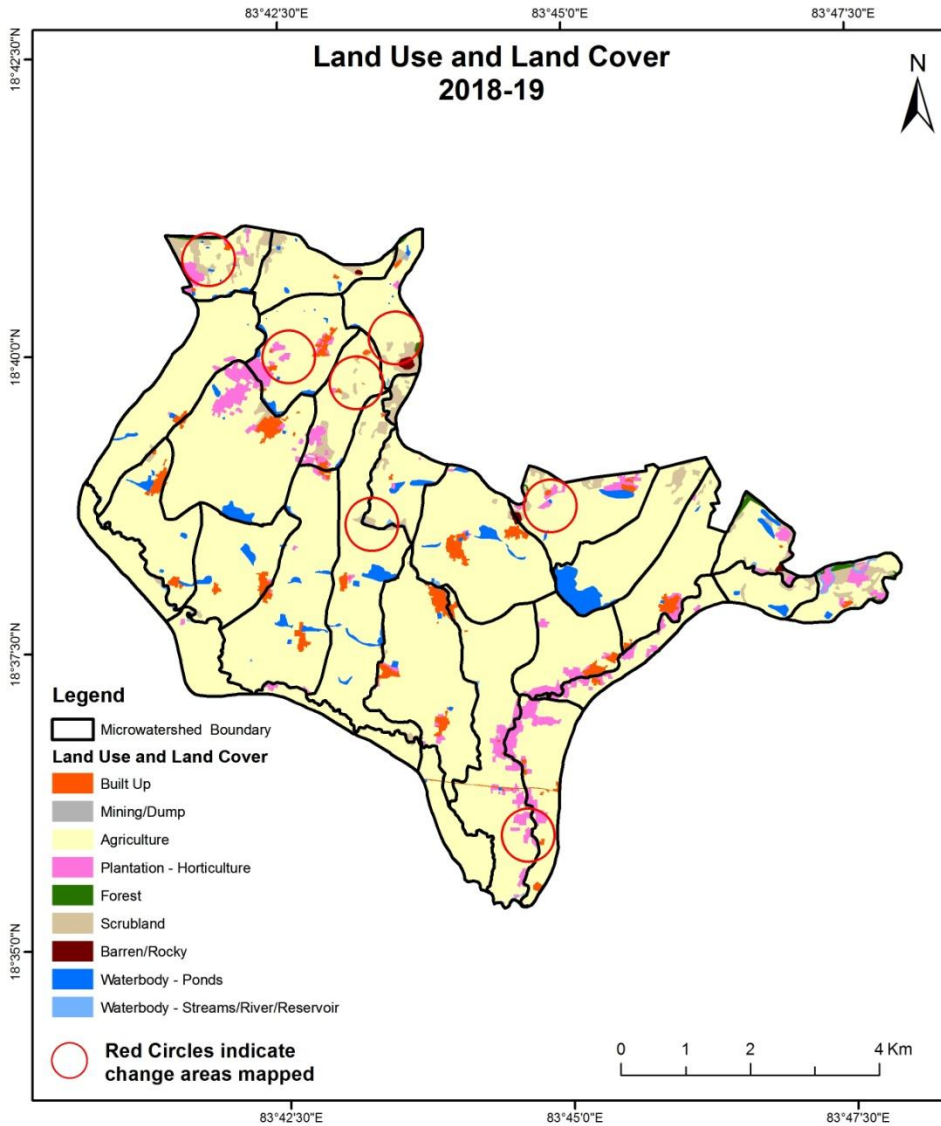 83°42'30"E 83°45'0"E 83°47'30"E
18°42'30"N
Land Use and Land Cover
2018-19
N
18°40'0"N
18°37'30"N
18°35'0"N
Legend
Microwatershed Boundary
Land Use and Land Cover
Built Up
Mining/Dump
Agriculture
Plantation - Horticulture
Forest
Scrubland
Barren/Rocky
Waterbody - Ponds
Waterbody - Streams/River/Reservoir
Red Circles indicate
change areas mapped
0 1 2 4 Km
83°42'30"E 83°45'0"E 83°47'30"E